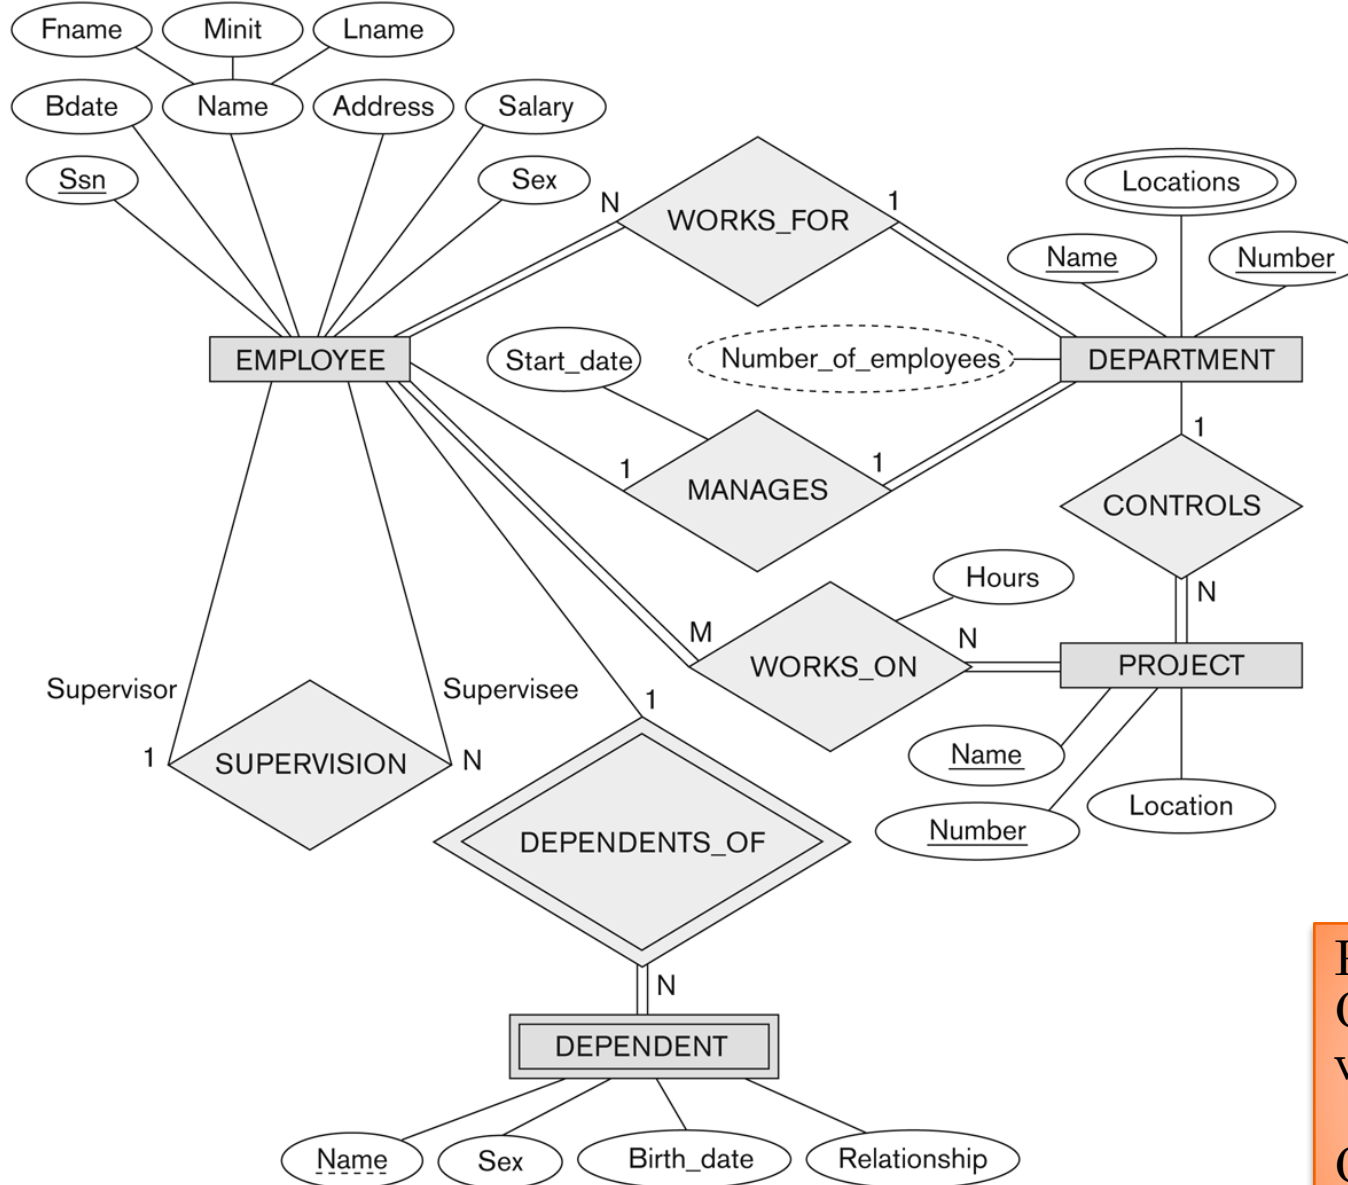 Fname
Minit
Lname
Bdate
Name
Address
Salary
Ssn
Sex
N
WORKS_FOR
1
Locations
Name
Number
EMPLOYEE
Start_date
Number_of_employees
DEPARTMENT
1
MANAGES
1
1
CONTROLS
N
Hours
M
WORKS_ON
N
PROJECT
Supervisor
Supervisee
1
SUPERVISION
N
1
Name
Number
Location
DEPENDENTS_OF
N
DEPENDENT
Name
Sex
Birth_date
Relationship